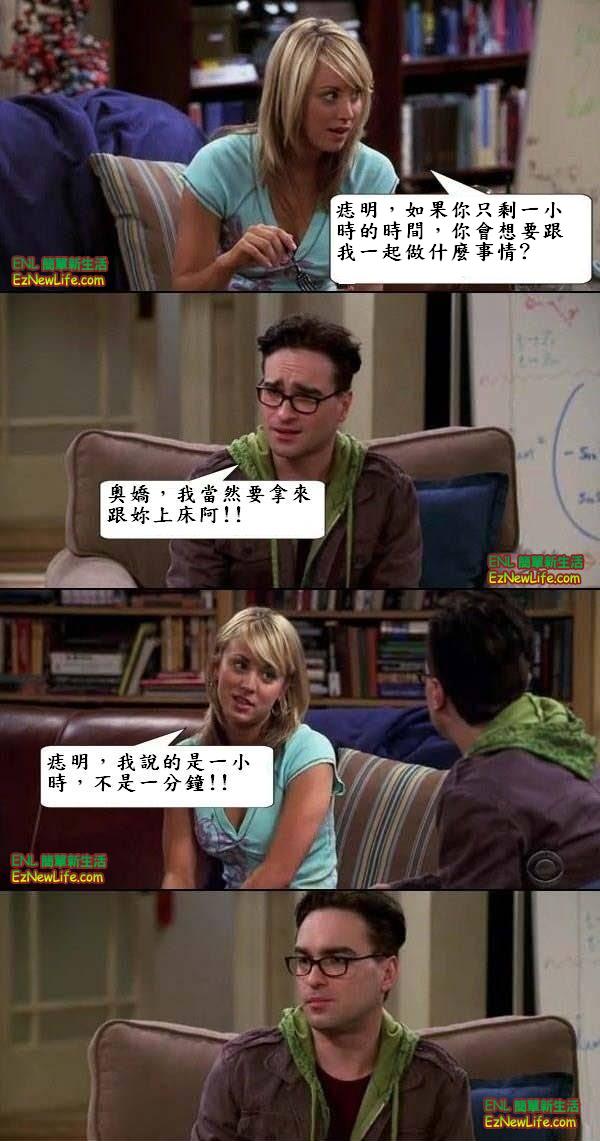 痣明，如果你只剩一小
時的時間，你會想要跟
我一起做什麼事情?
ENL 簡單新生活
EzNewLife.com
奧嬌，我當然要拿來
跟妳上床阿!!
ENL 簡單新生活
EzNewLife.com
痣明，我說的是一小
時，不是一分鐘!!
ENL 簡單新生活
EzNewLife.com
ENL 簡單新生活
EzNewLife.com